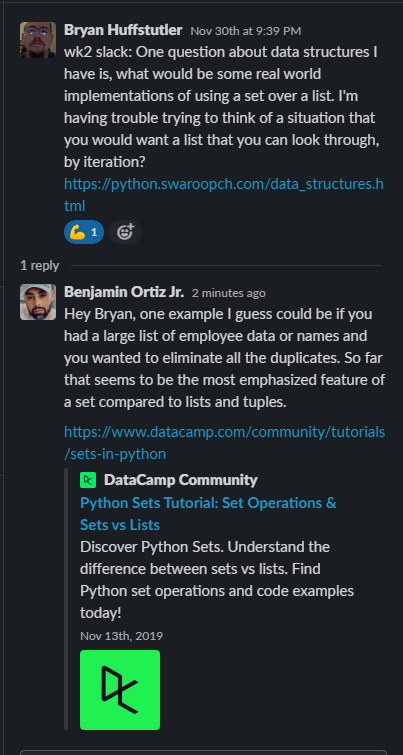 Bryan Huffstutler Nov 30th at 9:39 PM
wk2 slack: One question about data structures I
have is, what would be some real world
implementations of using a set over a list. I'm
having trouble trying to think of a situation that
you would want a list that you can look through,
by iteration?
https://python.swaroopch.com/data_structures.h
tml
1
1 reply
Benjamin Ortiz Jr. 2 minutes ago
Hey Bryan, one example I guess could be if you
had a large list of employee data or names and
you wanted to eliminate all the duplicates. So far
that seems to be the most emphasized feature of
a set compared to lists and tuples.
https://www.datacamp.com/community/tutorials
/sets-in-python
DataCamp Community
Python Sets Tutorial: Set Operations &
Sets vs Lists
Discover Python Sets. Understand the
difference between sets vs lists. Find
Python set operations and code examples
today!
Nov 13th, 2019